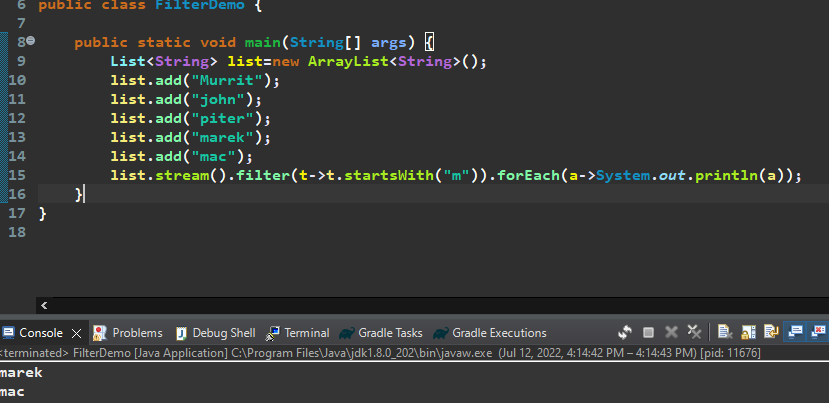 6 public class FilterDemo {
7
8 public static void main(String[] args) {
9 List<String> list=new ArrayList<String>();
10 list.add("Murrit");
11 list.add("john");
12 list.add("piter");
13 list.add("marek");
14 list.add("mac");
15 list.stream().filter(t->t.startsWith("m")).forEach(a->System.out.println(a));
16 }
17 }
18
<
Console Problems Debug Shell Terminal Gradle Tasks Gradle Executions
<terminated> FilterDemo [Java Application] C:\Program Files\Java\jdk1.8.0_202\bin\javaw.exe (Jul 12, 2022, 4:14:42 PM – 4:14:43 PM) [pid: 11676]
marek
mac